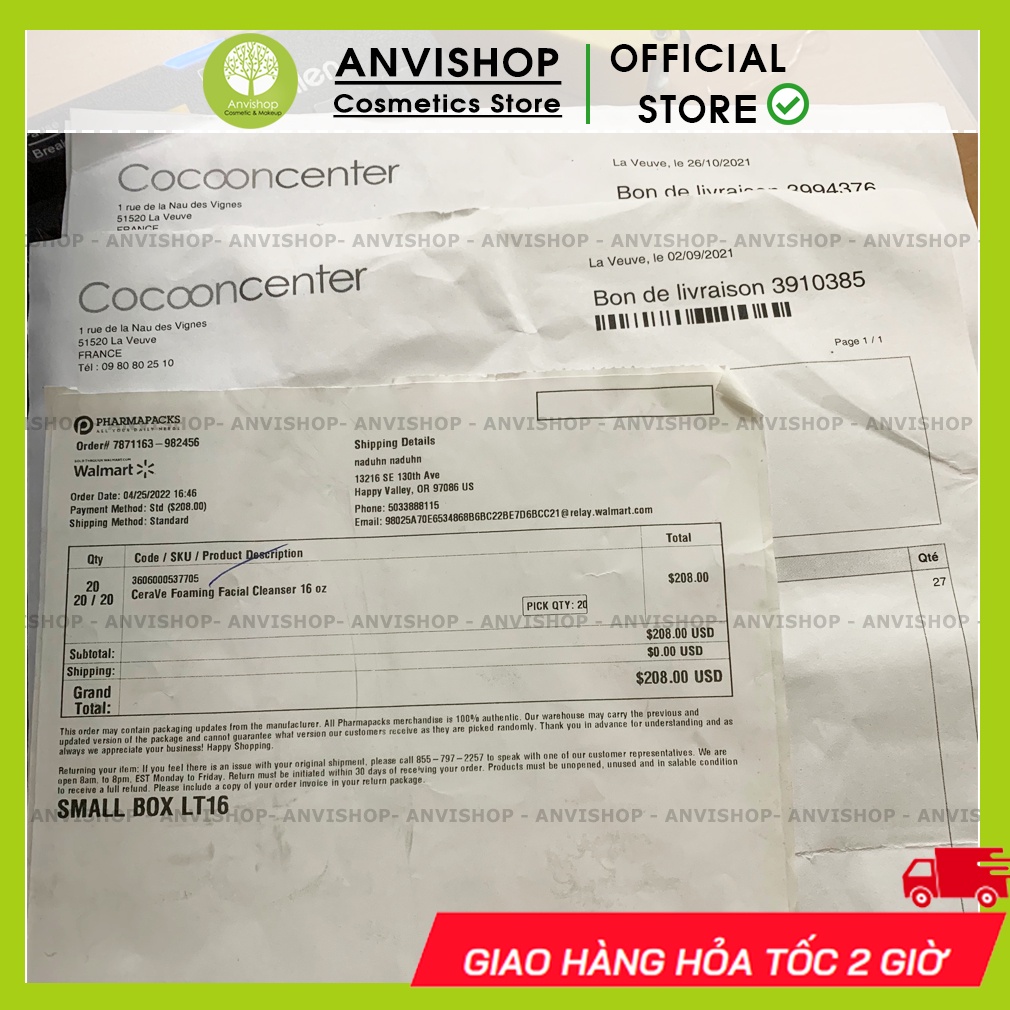 ANVISHOP
Cosmetics Store
OFFICIAL
STORE
Anvishop
Cosmetic & Makeup
Brea
Cocooncenter
1 rue de la Nau des Vignes
51520 La Veuve
FRANCE
La Veuve, le 26/10/2021
Bon de livraison
ANVISHOP - ANVISHOP - ANVISHOP - ANVISHOP - ANVISHOP - ANVISHOP - ANVISHOP
Cocooncenter
1 rue de la Nau des Vignes
51520 La Veuve
FRANCE
Tél : 09 80 80 25 10
La Veuve, le 02/09/2021
Bon de livraison 3910385
Page 1 / 1
Qté
27
PHARMAPACKS
ALL YOUR DAILY NEEDS
Order# 7871163-982456
Walmart
Order Date: 04/25/2022 16:46
Payment Method: Std ($208.00)
Shipping Method: Standard
Shipping Details
naduhn naduhn
13216 SE 130th Ave
Happy Valley, OR 97086 US
Phone: 5033888115
Email: 98025A70E6534868B6BC22BE7D6BCC21@relay.walmart.com
Qty Code / SKU / Product Description Total
20 3606000537705
20 / 20 CeraVe Foaming Facial Cleanser 16 oz $208.00
PICK QTY: 20
Subtotal: $208.00 USD
Shipping: $0.00 USD
Grand Total: $208.00 USD
This order may contain packaging updates from the manufacturer. All Pharmapacks merchandise is 100% authentic. Our warehouse may carry the previous and
updated version of the package and cannot guarantee what version our customers receive as they are picked randomly. Thank you in advance for understanding and as
always we appreciate your business! Happy Shopping.
Returning your item: If you feel there is an issue with your original shipment, please call 855-797-2257 to speak with one of our customer representatives. We are
open 8am. to 8pm, EST Monday to Friday. Return must be initiated within 30 days of receiving your order. Products must be unopened, unused and in salable condition
to receive a full refund. Please include a copy of your order invoice in your return package.
SMALL BOX LT16
GIAO HÀNG HỎA TỐC 2 GIỜ